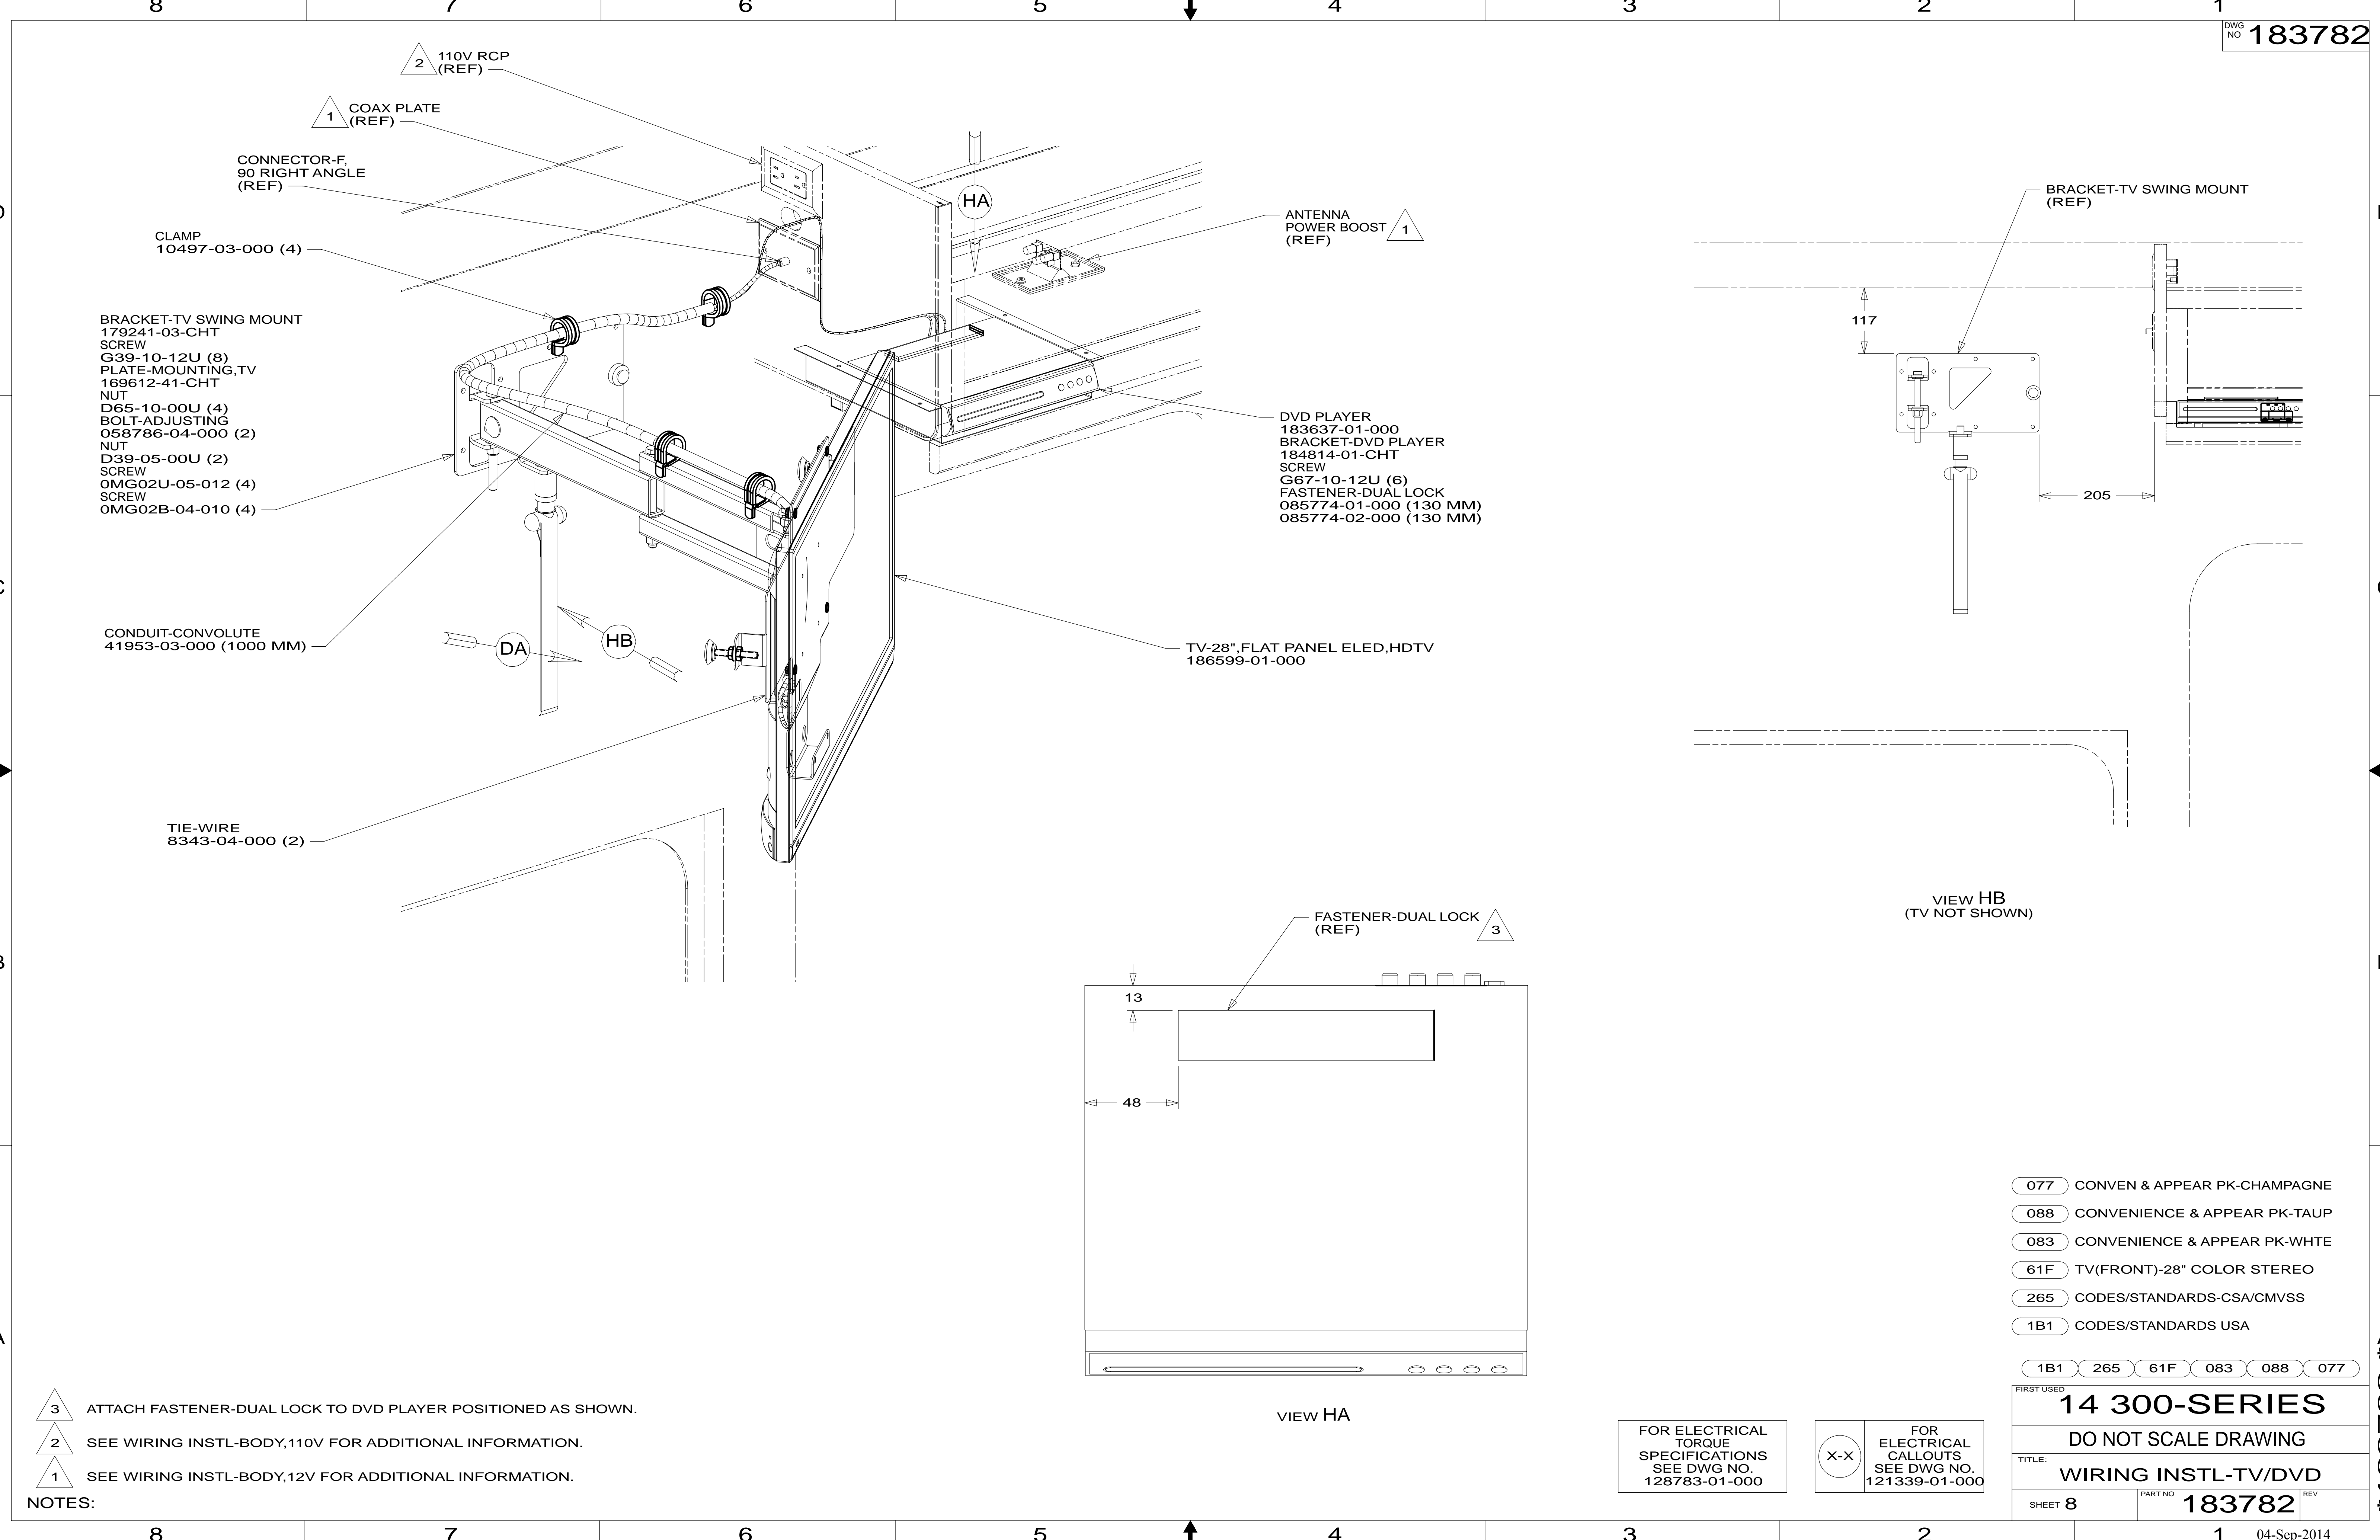 8 7 6 5 4 3 2 1
DWG
NO 183782
2 110V RCP
(REF)
1 COAX PLATE
(REF)
CONNECTOR-F,
90 RIGHT ANGLE
(REF)
CLAMP
10497-03-000 (4)
BRACKET-TV SWING MOUNT
179241-03-CHT
SCREW
G39-10-12U (8)
PLATE-MOUNTING,TV
169612-41-CHT
NUT
D65-10-00U (4)
BOLT-ADJUSTING
058786-04-000 (2)
NUT
D39-05-00U (2)
SCREW
0MG02U-05-012 (4)
SCREW
0MG02B-04-010 (4)
CONDUIT-CONVOLUTE
41953-03-000 (1000 MM)
TIE-WIRE
8343-04-000 (2)
HA
DA
HB
ANTENNA
POWER BOOST 1
(REF)
DVD PLAYER
183637-01-000
BRACKET-DVD PLAYER
184814-01-CHT
SCREW
G67-10-12U (6)
FASTENER-DUAL LOCK
085774-01-000 (130 MM)
085774-02-000 (130 MM)
TV-28",FLAT PANEL ELED,HDTV
186599-01-000
BRACKET-TV SWING MOUNT
(REF)
117
205
VIEW HB
(TV NOT SHOWN)
FASTENER-DUAL LOCK
(REF) 3
13
48
VIEW HA
077 CONVEN & APPEAR PK-CHAMPAGNE
088 CONVENIENCE & APPEAR PK-TAUP
083 CONVENIENCE & APPEAR PK-WHTE
61F TV(FRONT)-28" COLOR STEREO
265 CODES/STANDARDS-CSA/CMVSS
1B1 CODES/STANDARDS USA
1B1 265 61F 083 088 077
3 ATTACH FASTENER-DUAL LOCK TO DVD PLAYER POSITIONED AS SHOWN.
2 SEE WIRING INSTL-BODY,110V FOR ADDITIONAL INFORMATION.
1 SEE WIRING INSTL-BODY,12V FOR ADDITIONAL INFORMATION.
NOTES:
FOR ELECTRICAL
TORQUE
SPECIFICATIONS
SEE DWG NO.
128783-01-000
X-X
FOR
ELECTRICAL
CALLOUTS
SEE DWG NO.
121339-01-000
FIRST USED
14 300-SERIES
DO NOT SCALE DRAWING
TITLE:
WIRING INSTL-TV/DVD
SHEET 8
PART NO 183782
REV
8 7 6 5 4 3 2 1
04-Sep-2014